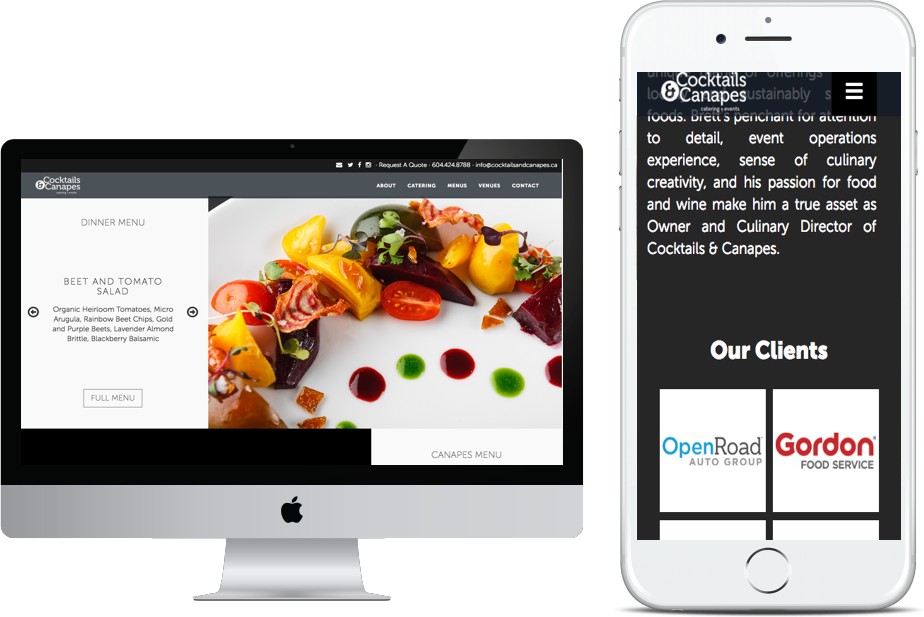 · Request A Quote · 604.424.8788 · info@cocktailsandcanapes.ca
Cocktails
& Canapes
catering + events
ABOUT CATERING MENUS VENUES CONTACT
DINNER MENU
BEET AND TOMATO
SALAD
Organic Heirloom Tomatoes, Micro
Arugula, Rainbow Beet Chips, Gold
and Purple Beets, Lavender Almond
Brittle, Blackberry Balsamic
FULL MENU
CANAPES MENU
of offerings
Cocktails
& Canapes
catering + events
sustainably
foods. Brett's penchant for attention
to detail, event operations
experience, sense of culinary
creativity, and his passion for food
and wine make him a true asset as
Owner and Culinary Director of
Cocktails & Canapes.
Our Clients
OpenRoad
AUTO GROUP
Gordon
FOOD SERVICE